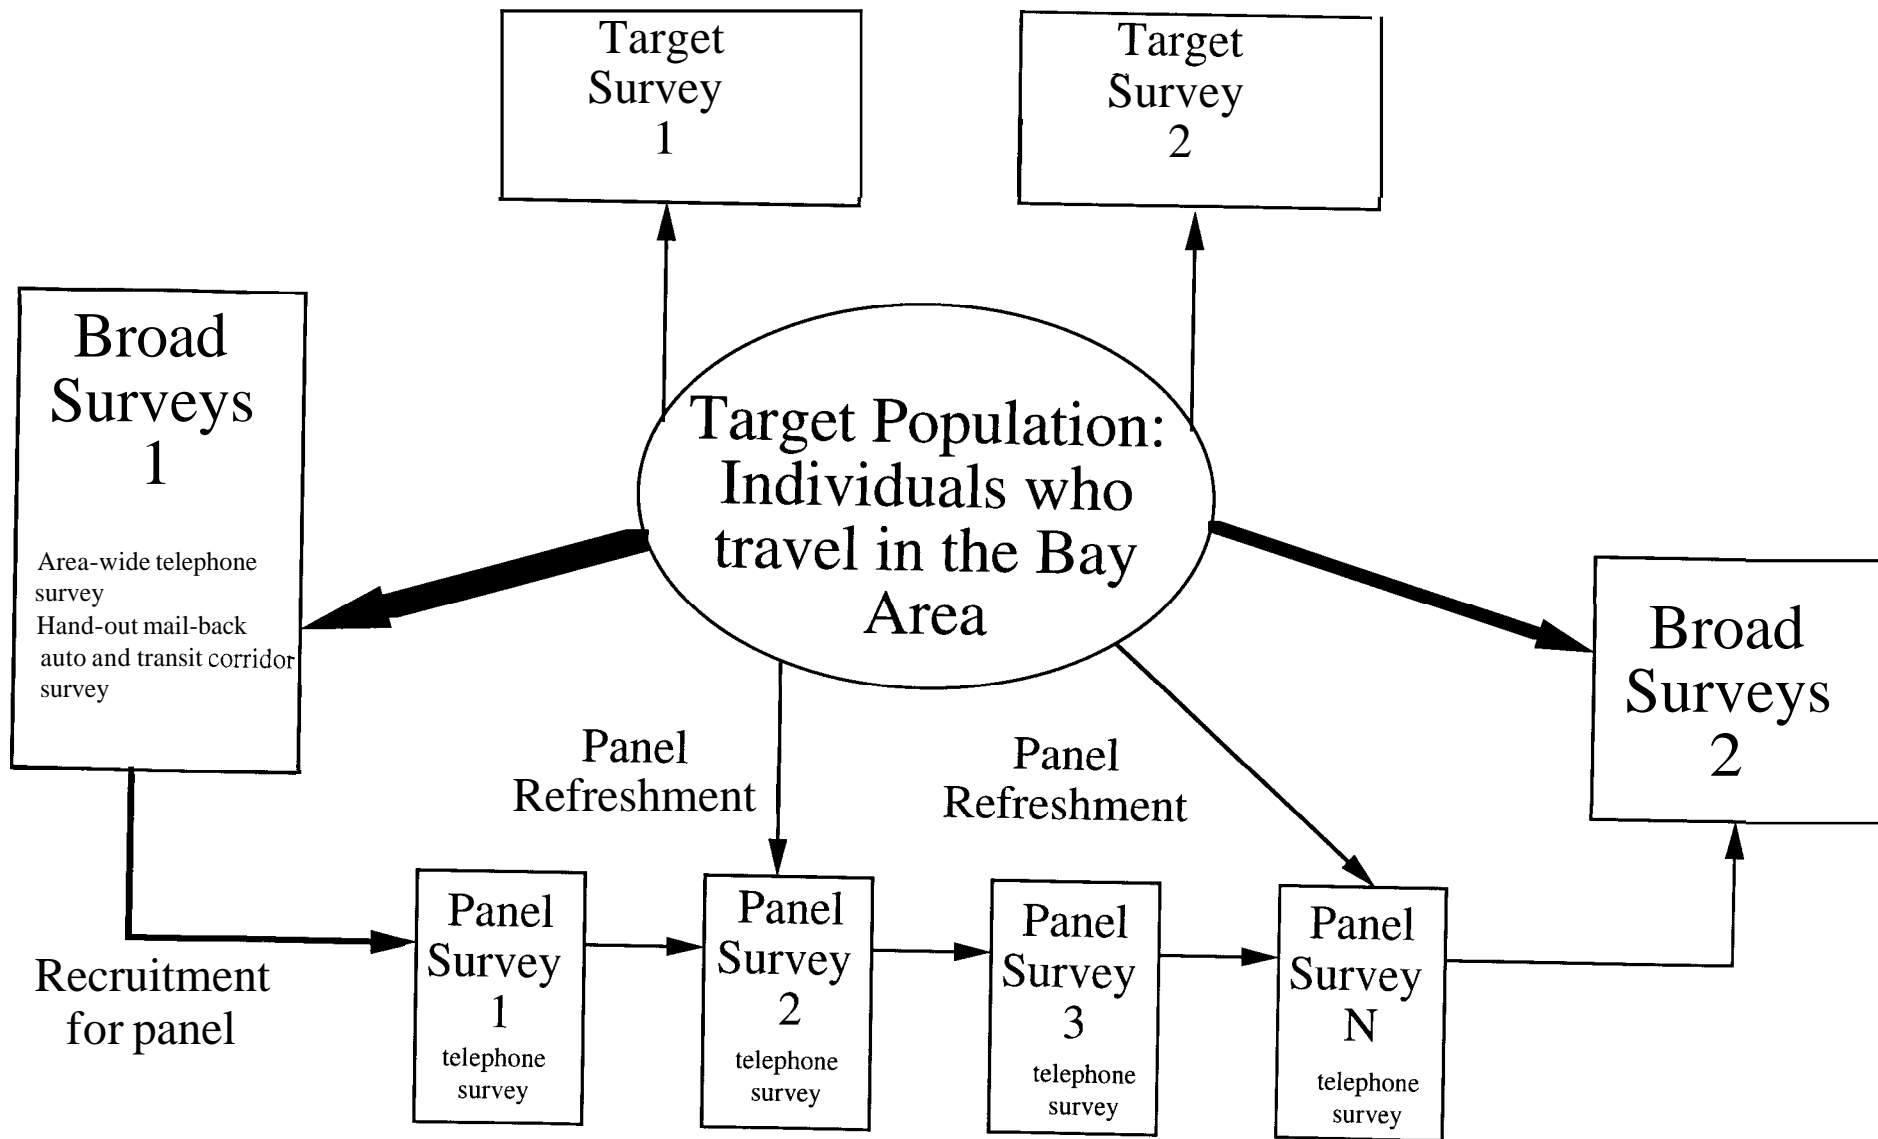 Target
Survey
1
Target
Survey
2
Broad
Surveys
1
Area-wide telephone
survey
Hand-out mail-back
auto and transit corridor
survey
Target Population:
Individuals who
travel in the Bay
Area
Broad
Surveys
2
Panel
Refreshment
Panel
Refreshment
Recruitment
for panel
Panel
Survey
1
telephone
survey
Panel
Survey
2
telephone
survey
Panel
Survey
3
telephone
survey
Panel
Survey
N
telephone
survey